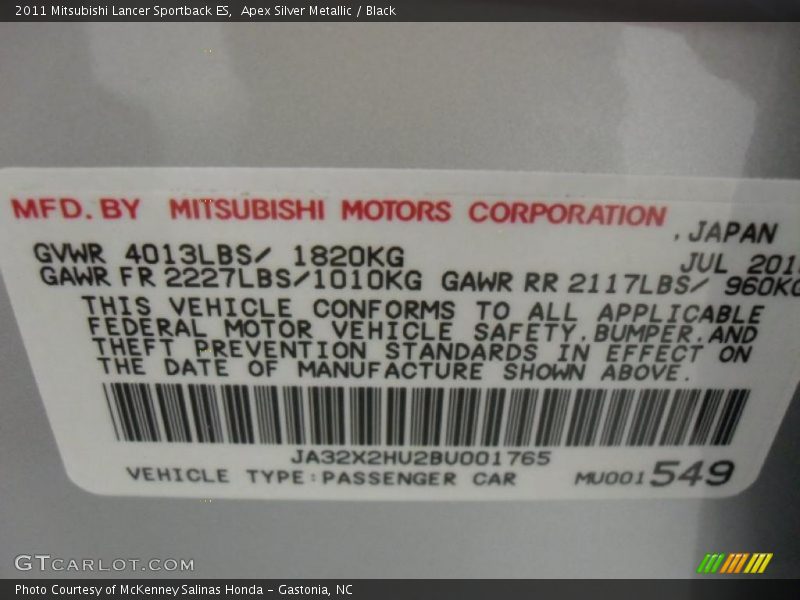 2011 Mitsubishi Lancer Sportback ES,  Apex Silver Metallic / Black
MFD. BY MITSUBISHI MOTORS CORPORATION
, JAPAN
GVWR 4013LBS/ 1820KG
JUL
GAWR FR 2227LBS/1010KG GAWR RR 2117LBS/ 960KG
THIS VEHICLE CONFORMS TO ALL APPLICABLE
FEDERAL MOTOR VEHICLE SAFETY, BUMPER, AND
THEFT PREVENTION STANDARDS IN EFFECT ON
THE DATE OF MANUFACTURE SHOWN ABOVE.
JA32X2HU2BU001765
VEHICLE TYPE:PASSENGER CAR MU001549
GTCARLOT.COM
Photo Courtesy of McKenney Salinas Honda - Gastonia, NC